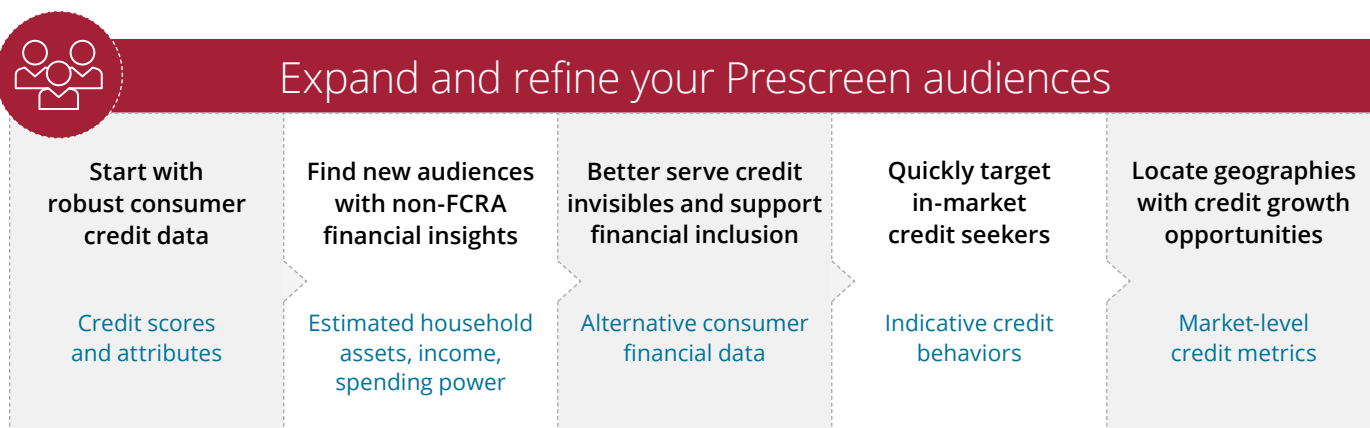 Expand and refine your Prescreen audiences
Start with
robust consumer
credit data
Credit scores
and attributes
Find new audiences
with non-FCRA
financial insights
Estimated household
assets, income,
spending power
Better serve credit
invisibles and support
financial inclusion
Alternative consumer
financial data
Quickly target
in-market
credit seekers
Indicative credit
behaviors
Locate geographies
with credit growth
opportunities
Market-level
credit metrics